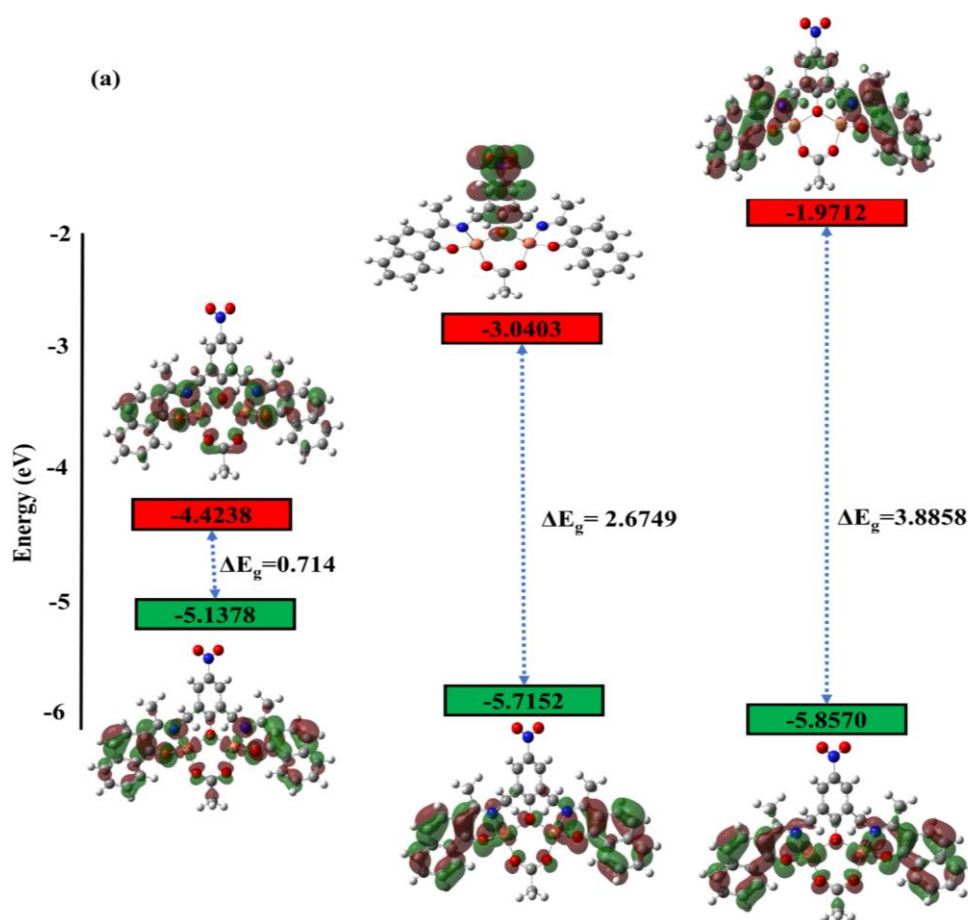 (a)
Energy (eV)
-2
-3
-4
-5
-6
-4.4238
ΔEg=0.714
-5.1378
-3.0403
ΔEg= 2.6749
-5.7152
-1.9712
ΔEg=3.8858
-5.8570